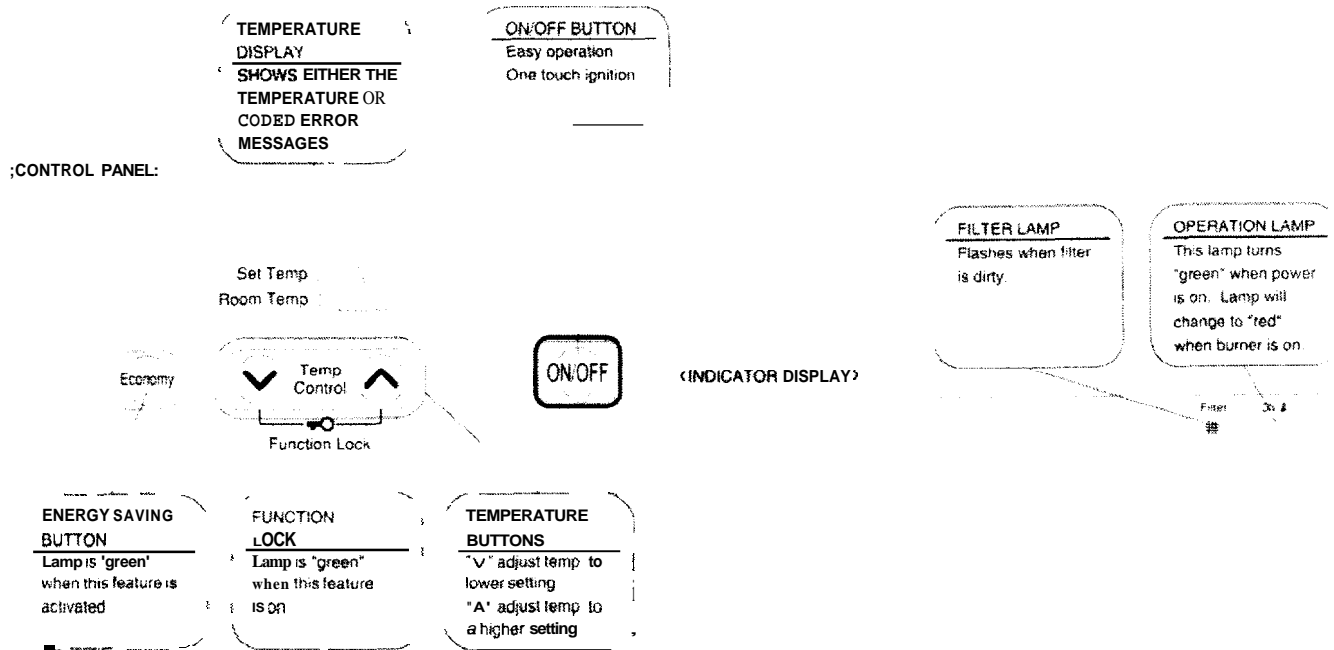 TEMPERATURE
DISPLAY
SHOWS EITHER THE
TEMPERATURE OR
CODED ERROR
MESSAGES
ON/OFF BUTTON
Easy operation
One touch ignition
;CONTROL PANEL:
FILTER LAMP
Flashes when filter
is dirty.
OPERATION LAMP
This lamp turns
"green" when power
is on. Lamp will
change to "red"
when burner is on.
Set Temp
Room Temp
Economy
Temp
Control
Function Lock
ON/OFF
<INDICATOR DISPLAY>
Filter
ENERGY SAVING
BUTTON
Lamp is 'green'
when this feature is
activated
FUNCTION
LOCK
Lamp is "green"
when this feature
is on
TEMPERATURE
BUTTONS
"V" adjust temp to
lower setting
"A' adjust temp to
a higher setting